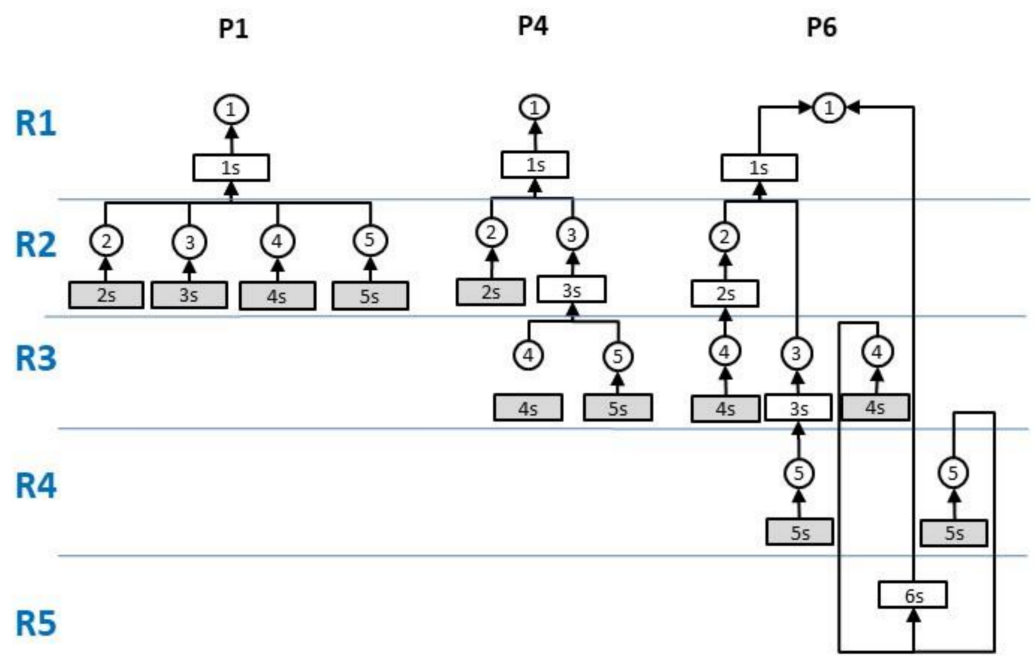 P1 P4 P6
R1 1 1 1
1s 1s 1s
R2 2 3 4 5 2 3 2
2s 3s 4s 5s 2s 3s 2s
R3 4 5 4 3 4
4s 5s 4s 3s 4s
R4 5 5
5s 5s
6s
R5